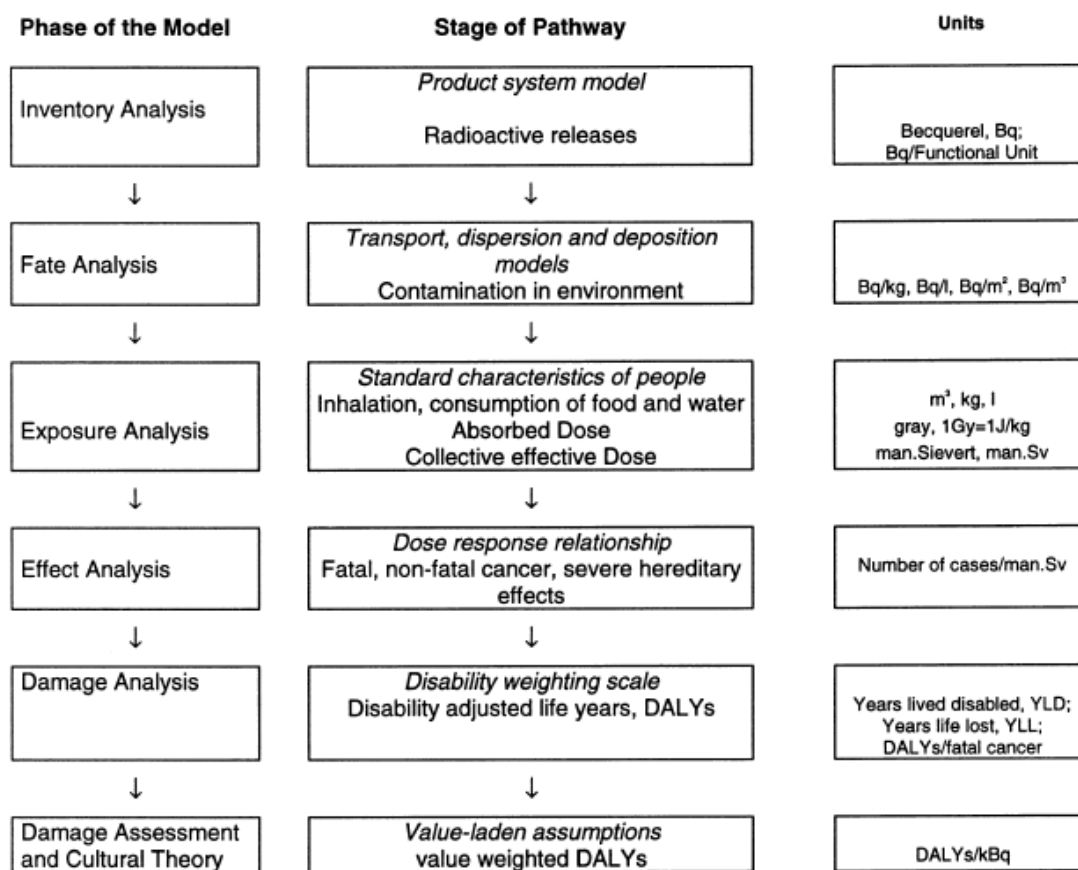 Phase of the Model
Stage of Pathway
Units
Inventory Analysis
Product system model
Radioactive releases
Becquerel, Bq;
Bq/Functional Unit
↓
↓
Fate Analysis
Transport, dispersion and deposition
models
Contamination in environment
Bq/kg, Bq/l, Bq/m², Bq/m³
↓
↓
Exposure Analysis
Standard characteristics of people
Inhalation, consumption of food and water
Absorbed Dose
Collective effective Dose
m³, kg, l
gray, 1Gy=1J/kg
man.Sievert, man.Sv
↓
↓
Effect Analysis
Dose response relationship
Fatal, non-fatal cancer, severe hereditary
effects
Number of cases/man.Sv
↓
↓
Damage Analysis
Disability weighting scale
Disability adjusted life years, DALYs
Years lived disabled, YLD;
Years life lost, YLL;
DALYs/fatal cancer
↓
↓
Damage Assessment
and Cultural Theory
Value-laden assumptions
value weighted DALYs
DALYs/kBq